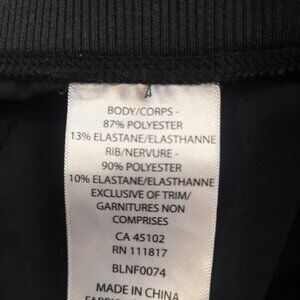 BODY/CORPS -
87% POLYESTER
13% ELASTANE/ELASTHANNE
RIB/NERVURE -
90% POLYESTER
10% ELASTANE/ELASTHANNE
EXCLUSIVE OF TRIM/
GARNITURES NON
COMPRISES
CA 45102
RN 111817
BLNF0074
MADE IN CHINA